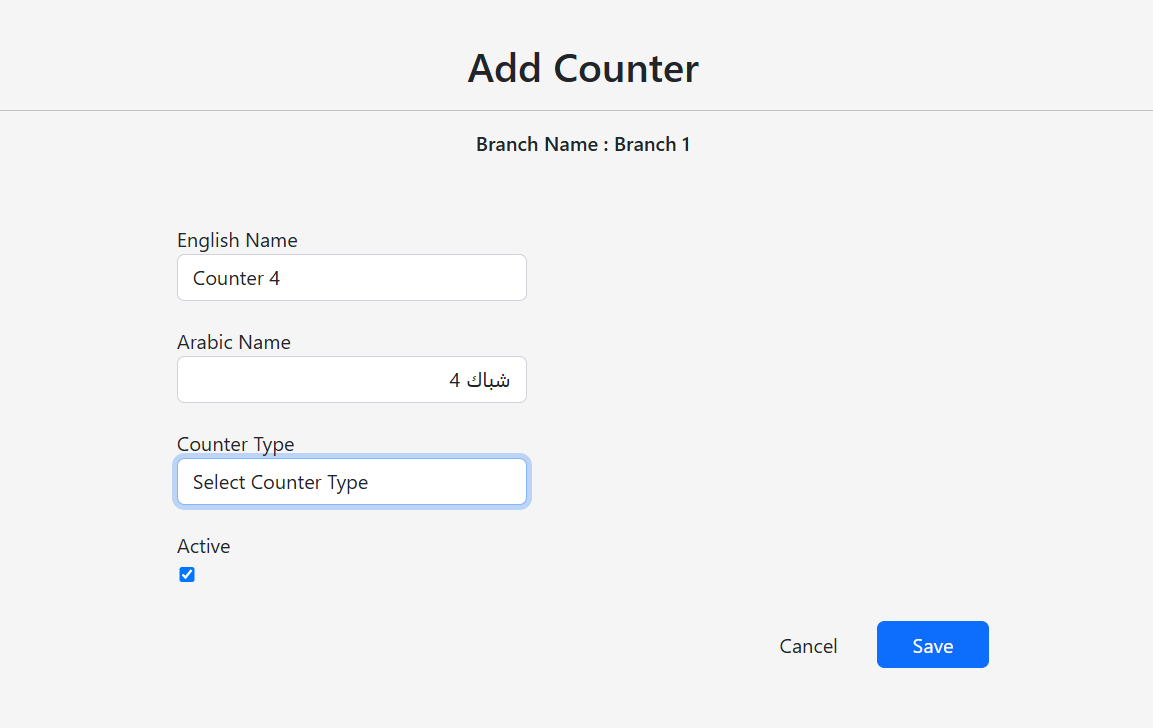 Add Counter
Branch Name : Branch 1
English Name
Counter 4
Arabic Name
شباك 4
Counter Type
Select Counter Type
Active
Cancel
Save